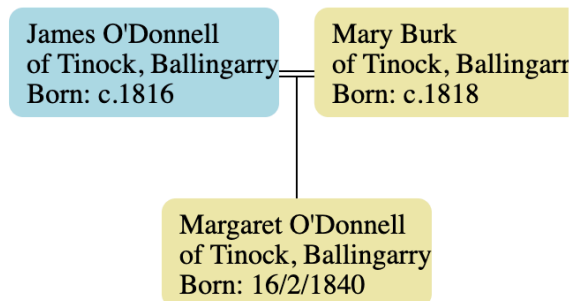 James O'Donnell
of Tinock, Ballingarry
Born: c.1816
Mary Burk
of Tinock, Ballingarr
Born: c.1818
Margaret O'Donnell
of Tinock, Ballingarry
Born: 16/2/1840